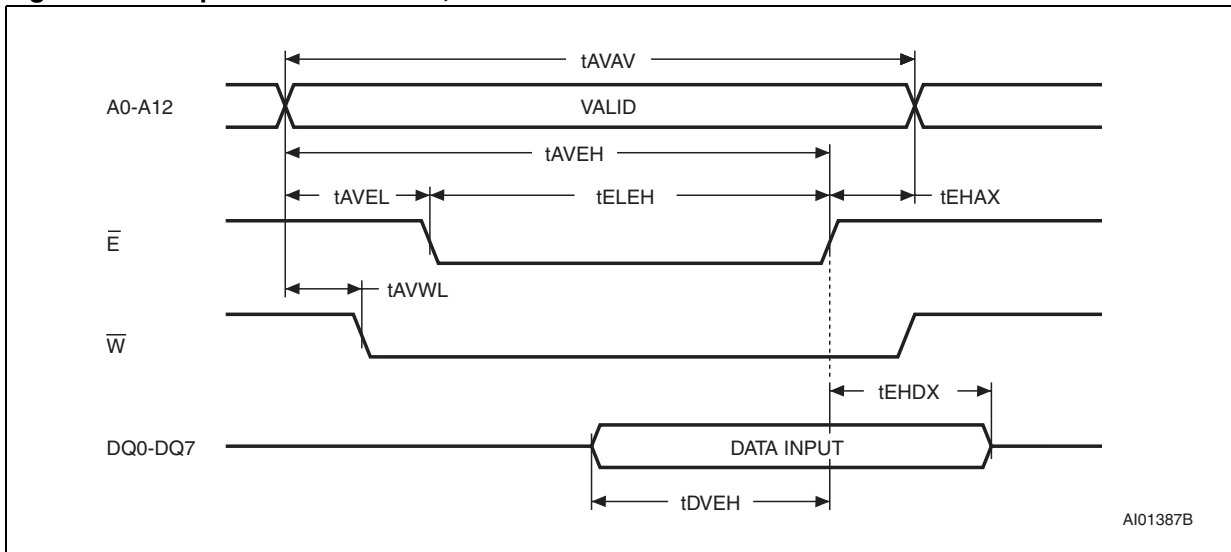 tAVAV
A0-A12
VALID
tAVEH
tAVEL
tELEH
tEHAX
E
tAVWL
W
tEHDX
DQ0-DQ7
DATA INPUT
tDVEH
AI01387B